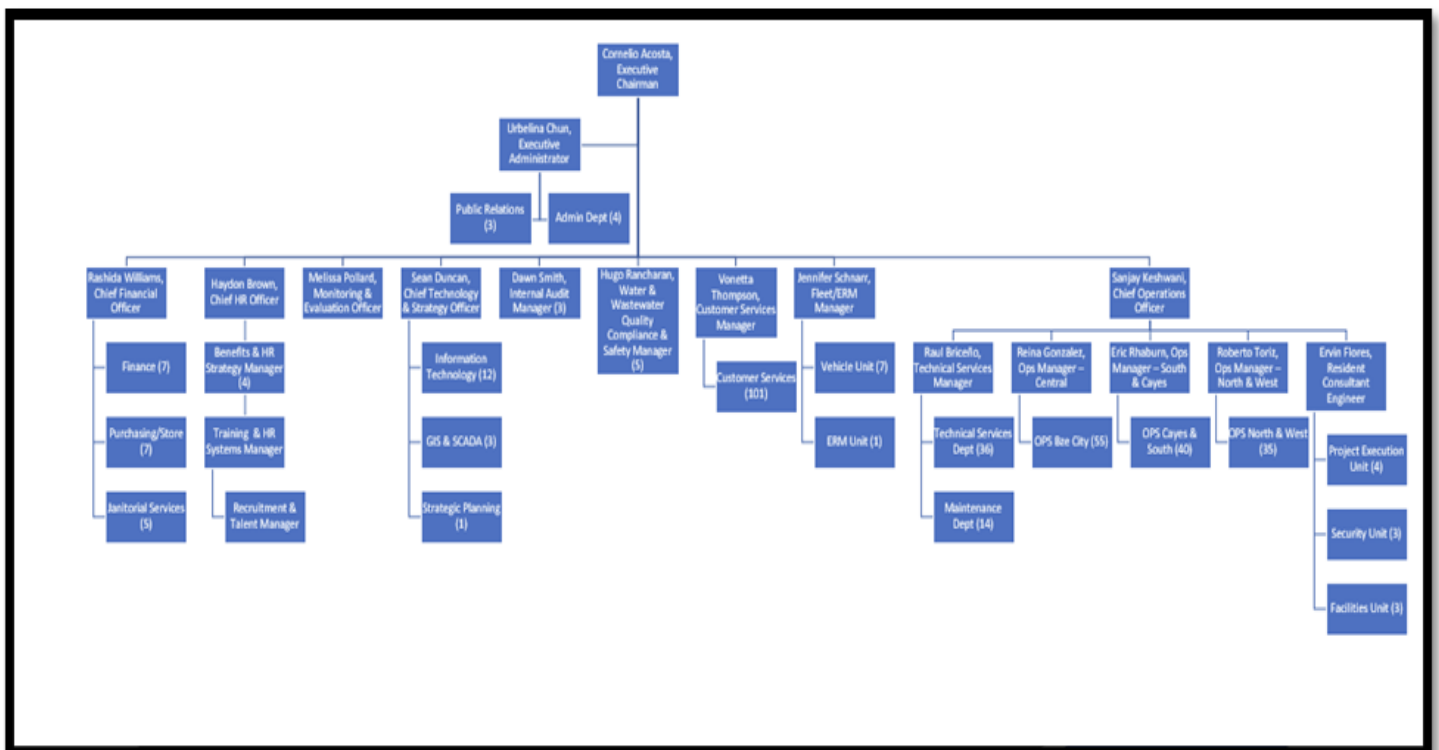 Cornelio Acosta,
Executive
Chairman
Urbelina Chun,
Executive
Administrator
Public Relations
(3)
Admin Dept (4)
Rashida Williams,
Chief Financial
Officer
Haydon Brown,
Chief HR Officer
Melissa Pollard,
Monitoring &
Evaluation Officer
Sean Duncan,
Chief Technology
& Strategy Officer
Dawn Smith,
Internal Audit
Manager (3)
Hugo Rancharan,
Water &
Wastewater
Quality
Compliance &
Safety Manager
(5)
Vonetta
Thompson,
Customer Services
Manager
Jennifer Schnarr,
Fleet/ERM
Manager
Sanjay Keshwani,
Chief Operations
Officer
Finance (7)
Purchasing/Store
(7)
Janitorial Services
(5)
Benefits & HR
Strategy Manager
(4)
Training & HR
Systems Manager
Recruitment &
Talent Manager
Information
Technology (12)
GIS & SCADA (3)
Strategic Planning
(1)
Customer Services
(101)
Vehicle Unit (7)
ERM Unit (1)
Raul Briceño,
Technical Services
Manager
Reina Gonzalez,
Ops Manager –
Central
Eric Rhaburn, Ops
Manager – South
& Cayes
Roberto Toriz,
Ops Manager –
North & West
Ervin Flores,
Resident
Consultant
Engineer
Technical Services
Dept (36)
Maintenance
Dept (14)
OPS Bze City (55)
OPS Cayes &
South (40)
OPS North & West
(35)
Project Execution
Unit (4)
Security Unit (3)
Facilities Unit (3)